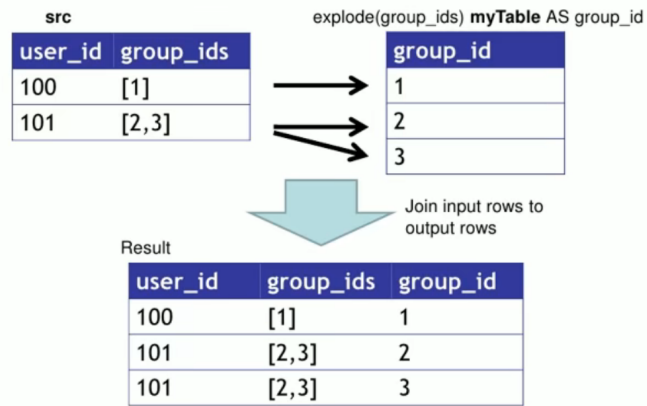 src
user_id group_ids
100 [1]
101 [2,3]
explode(group_ids) myTable AS group_id
group_id
1
2
3
Join input rows to
output rows
Result
user_id group_ids group_id
100 [1] 1
101 [2,3] 2
101 [2,3] 3